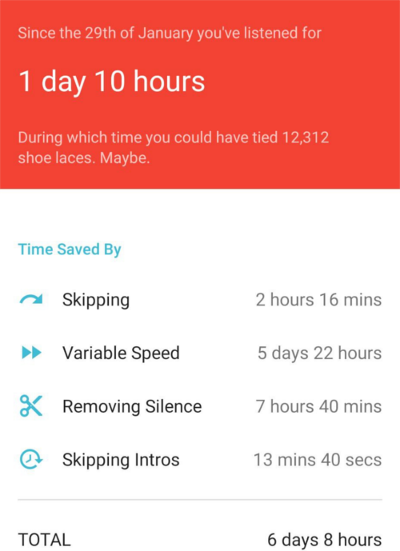 Since the 29th of January you've listened for
1 day 10 hours
During which time you could have tied 12,312
shoe laces. Maybe.
Time Saved By
Skipping 2 hours 16 mins
Variable Speed 5 days 22 hours
Removing Silence 7 hours 40 mins
Skipping Intros 13 mins 40 secs
TOTAL 6 days 8 hours